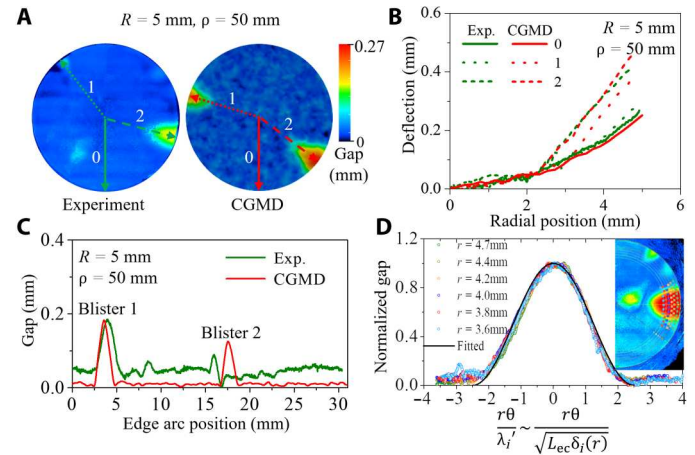 A
R = 5 mm, ρ = 50 mm
1
2
0
Experiment
1
2
0
CGMD
0.27
0
Gap
(mm)
B
Deflection (mm)
0.6
0.4
0.2
0.0
Exp. CGMD
0
1
2
R = 5 mm
ρ = 50 mm
0 2 4 6
Radial position (mm)
C
Gap (mm)
0.4
0.2
0.0
R = 5 mm
ρ = 50 mm
Exp.
CGMD
Blister 1
Blister 2
0 5 10 15 20 25 30
Edge arc position (mm)
D
Normalized gap
1.2
0.8
0.4
0.0
r = 4.7mm
r = 4.4mm
r = 4.2mm
r = 4.0mm
r = 3.8mm
r = 3.6mm
Fitted
−4 −3 −2 −1 0 1 2 3 4
rθ/λᵢ′ ~ rθ/√(L_ec δᵢ(r))